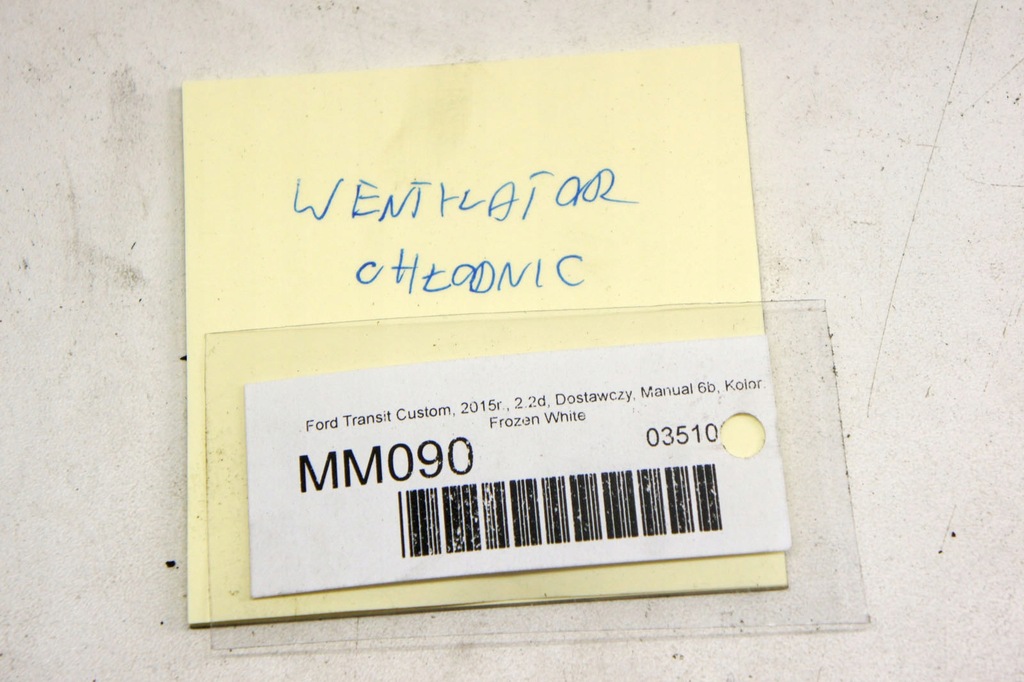 WENTYLATOR
CHŁODNIC
Ford Transit Custom, 2015r., 2.2d, Dostawczy, Manual 6b, Kolor:
Frozen White
MM090
03510